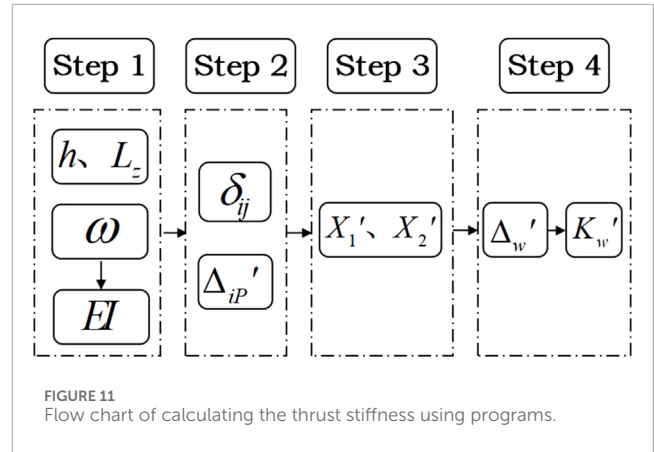 Step 1
Step 2
Step 3
Step 4
h、L_z
ω
EI
δ_ij
Δ_iP'
X_1'、X_2'
Δ_w'
K_w'
FIGURE 11
Flow chart of calculating the thrust stiffness using programs.